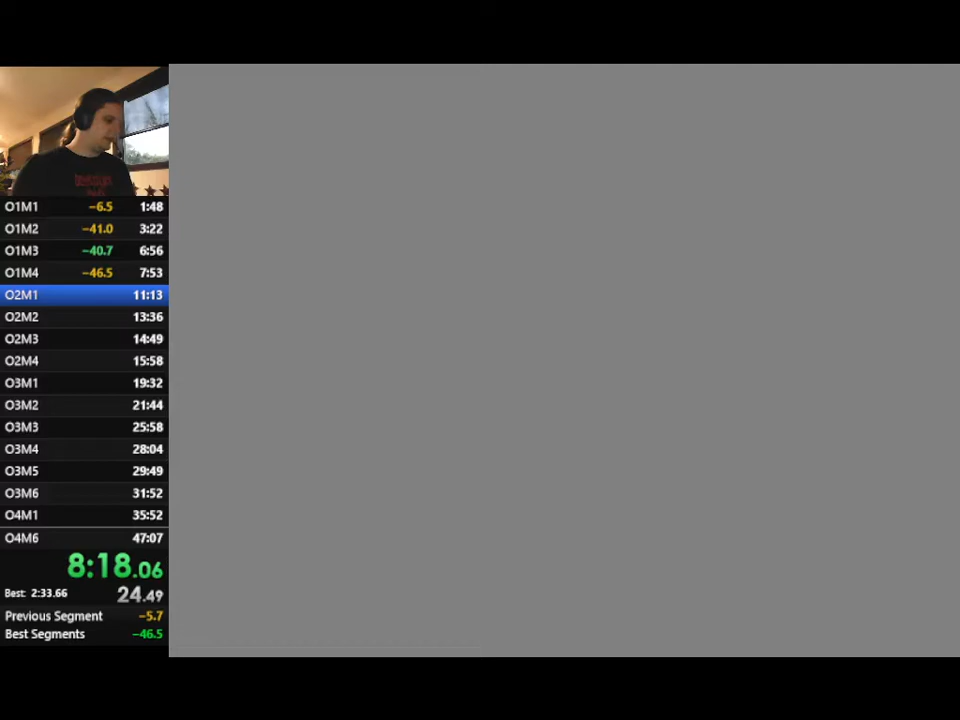 O1M1 −6.5 1:48
O1M2 −41.0 3:22
O1M3 −40.7 6:56
O1M4 −46.5 7:53
O2M1 11:13
O2M2 13:36
O2M3 14:49
O2M4 15:58
O3M1 19:32
O3M2 21:44
O3M3 25:58
O3M4 28:04
O3M5 29:49
O3M6 31:52
O4M1 35:52
O4M6 47:07
8:18.06
Best: 2:33.66 24.49
Previous Segment −5.7
Best Segments −46.5